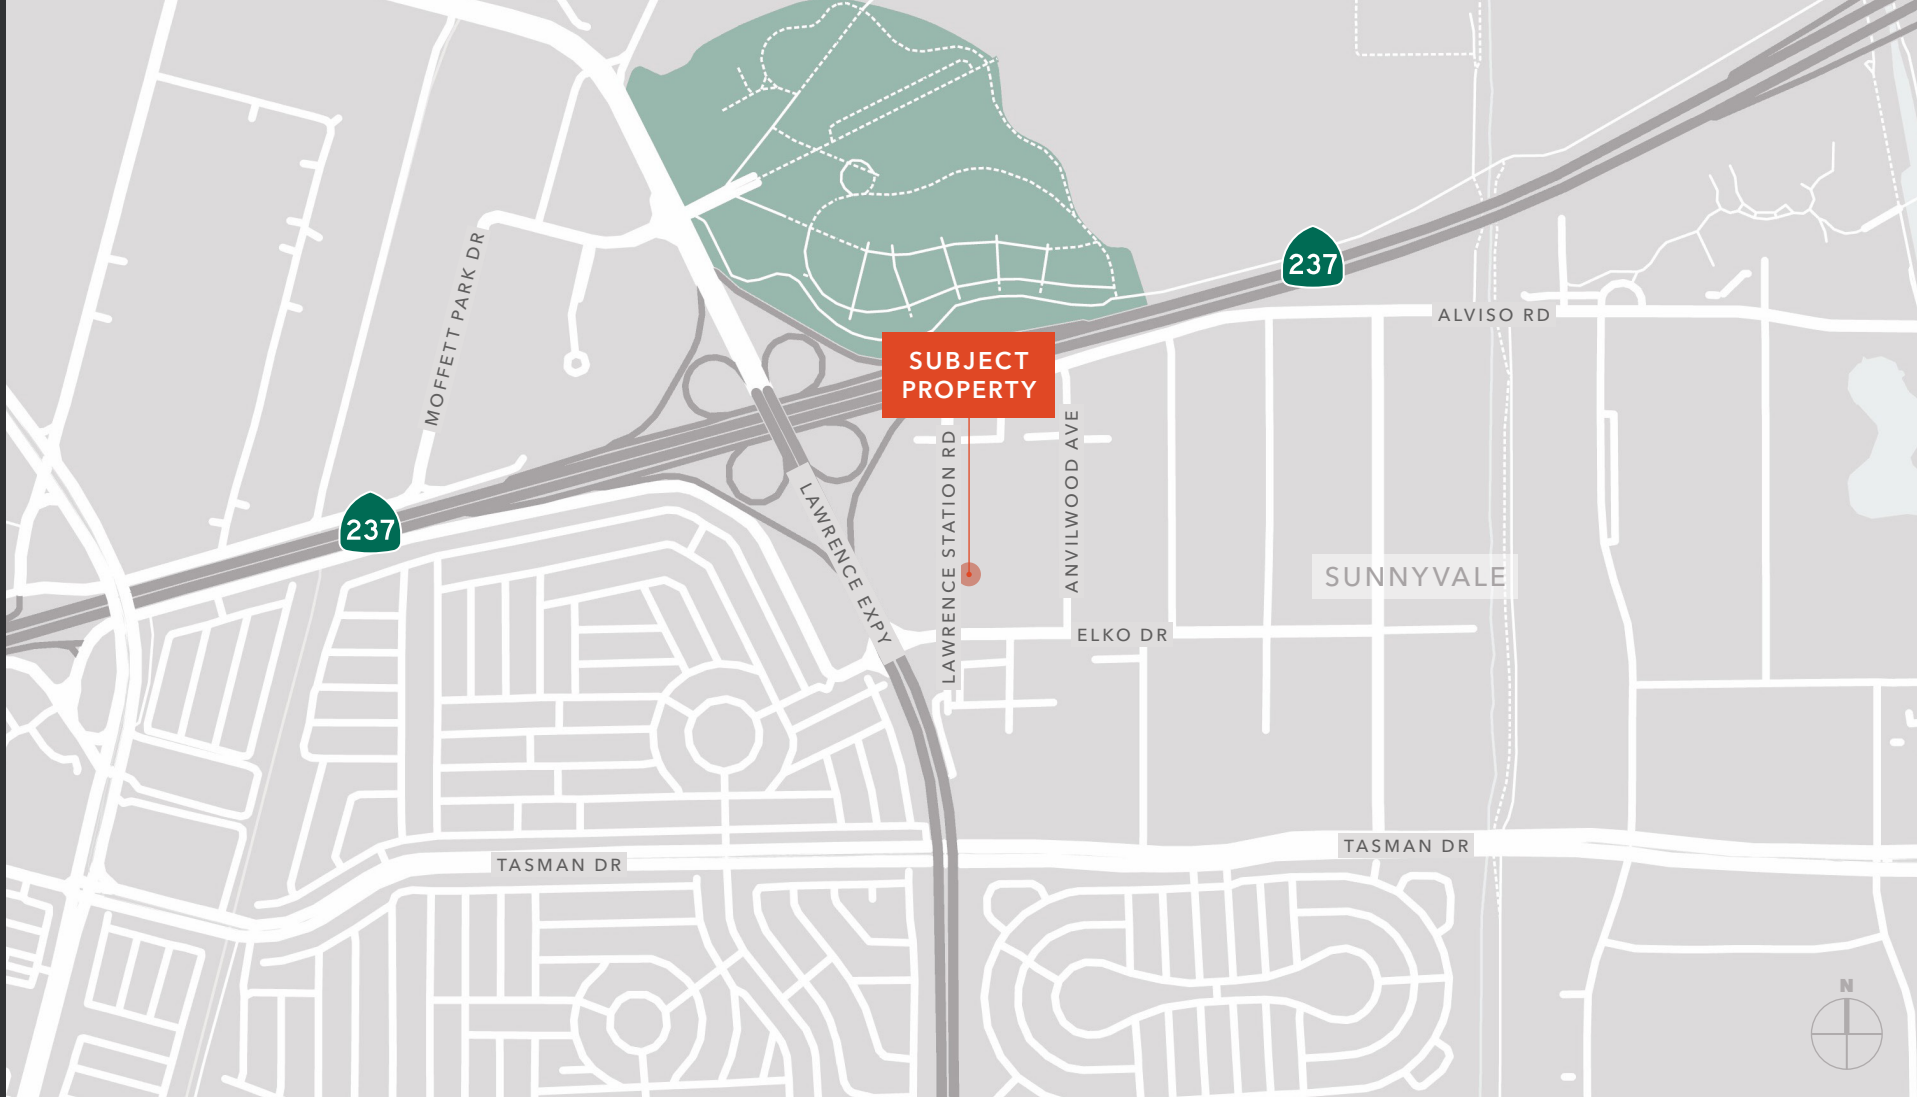 237
ALVISO RD
MOFFETT PARK DR
SUBJECT
PROPERTY
237
LAWRENCE EXPY
LAWRENCE STATION RD
ANVILWOOD AVE
SUNNYVALE
ELKO DR
TASMAN DR
TASMAN DR
N